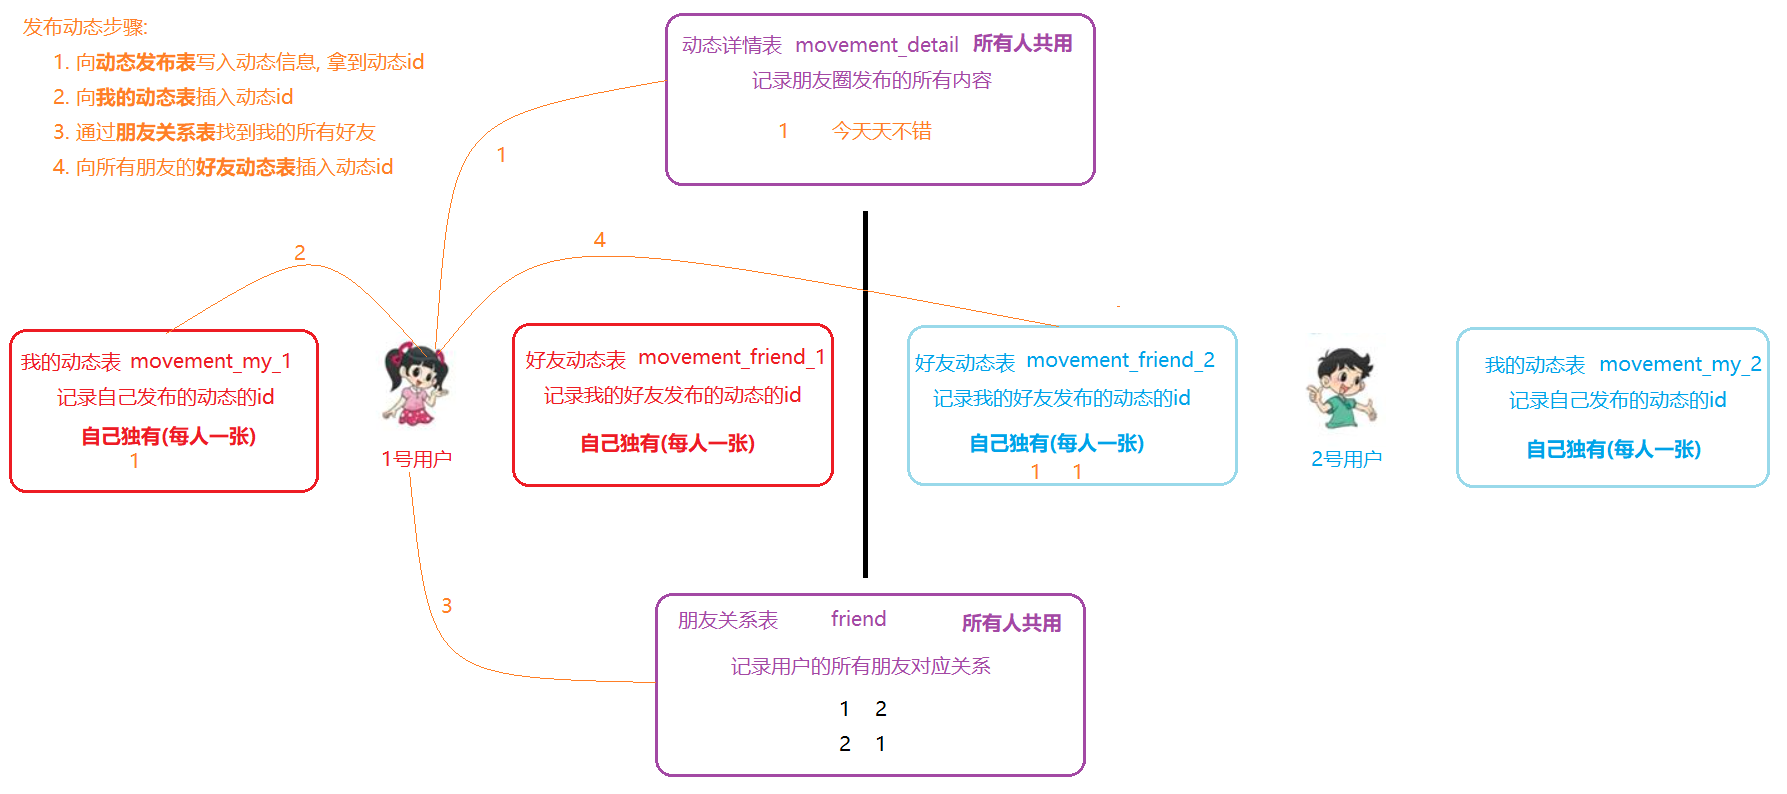 发布动态步骤:
1. 向动态发布表写入动态信息, 拿到动态id
2. 向我的动态表插入动态id
3. 通过朋友关系表找到我的所有好友
4. 向所有朋友的好友动态表插入动态id
动态详情表 movement_detail 所有人共用
记录朋友圈发布的所有内容
1 今天天不错
1
2
4
我的动态表 movement_my_1
记录自己发布的动态的id
自己独有(每人一张)
1
1号用户
好友动态表 movement_friend_1
记录我的好友发布的动态的id
自己独有(每人一张)
好友动态表 movement_friend_2
记录我的好友发布的动态的id
自己独有(每人一张)
1 1
2号用户
我的动态表 movement_my_2
记录自己发布的动态的id
自己独有(每人一张)
3
朋友关系表 friend 所有人共用
记录用户的所有朋友对应关系
1 2
2 1